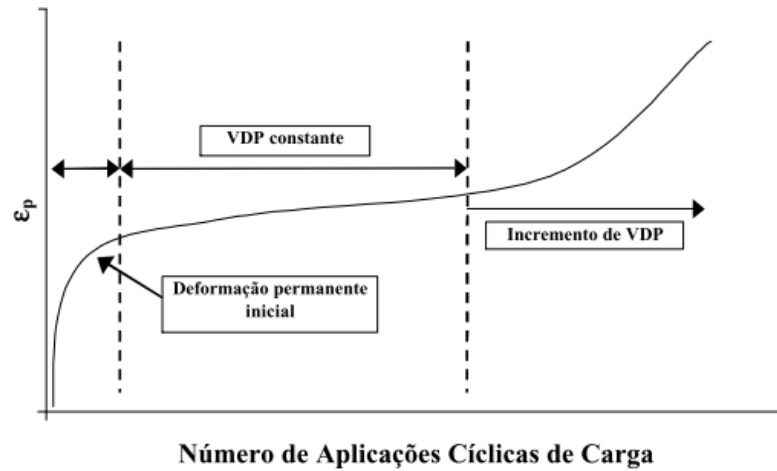 VDP constante
εp
Incremento de VDP
Deformação permanente
inicial
Número de Aplicações Cíclicas de Carga